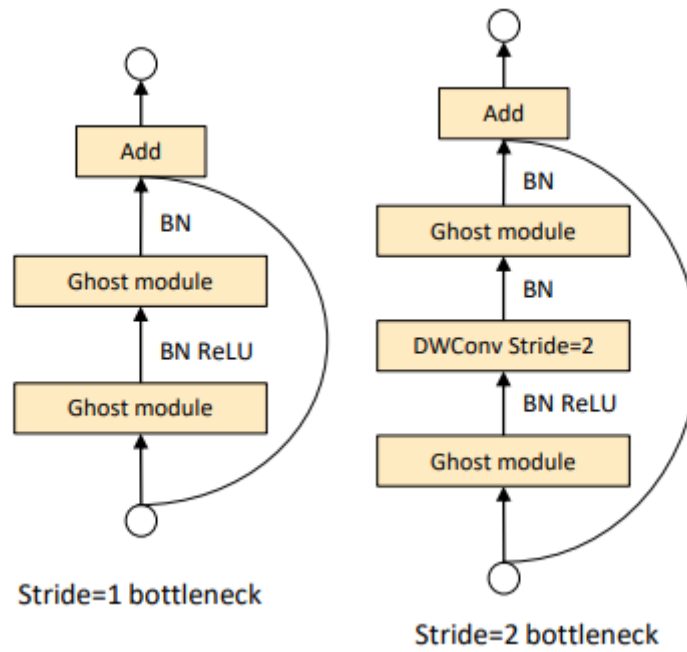 Add
BN
Ghost module
BN ReLU
Ghost module
Stride=1 bottleneck
Add
BN
Ghost module
BN
DWConv Stride=2
BN ReLU
Ghost module
Stride=2 bottleneck